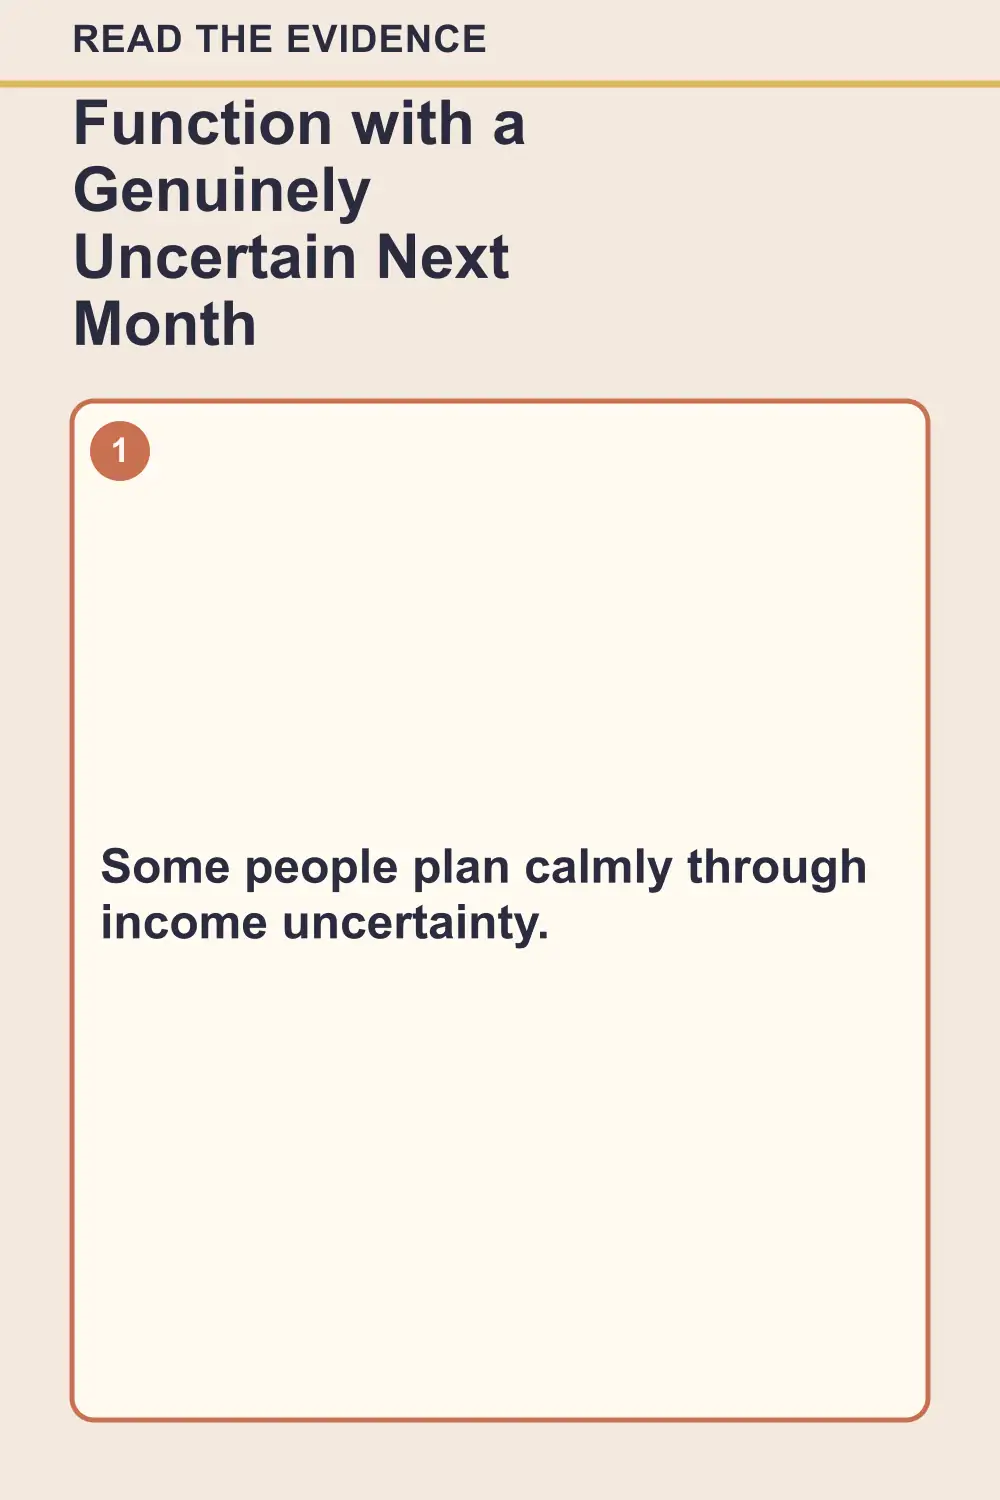 READ THE EVIDENCE
Function with a
Genuinely
Uncertain Next
Month
1
Some people plan calmly through
income uncertainty.